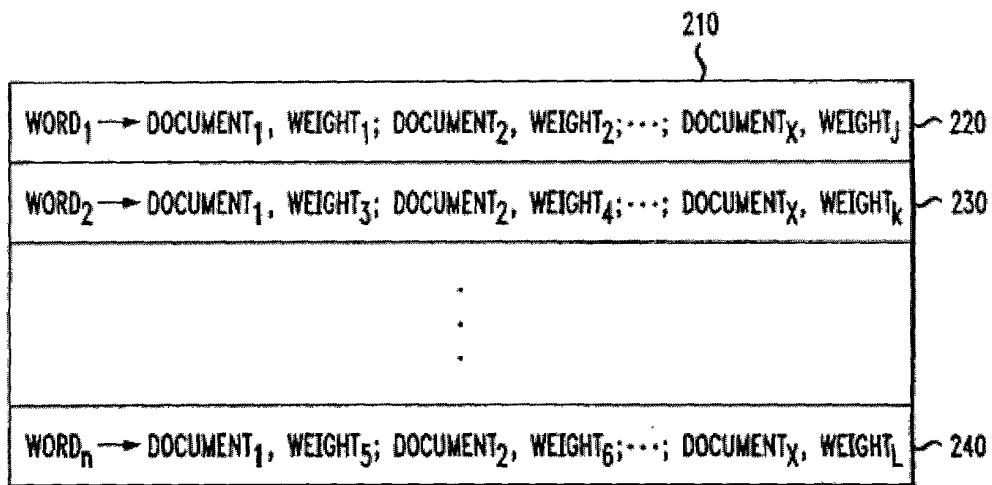 210
WORD₁ → DOCUMENT₁, WEIGHT₁; DOCUMENT₂, WEIGHT₂;···; DOCUMENTₓ, WEIGHTⱼ 220
WORD₂ → DOCUMENT₁, WEIGHT₃; DOCUMENT₂, WEIGHT₄;···; DOCUMENTₓ, WEIGHTₖ 230
WORDₙ → DOCUMENT₁, WEIGHT₅; DOCUMENT₂, WEIGHT₆;···; DOCUMENTₓ, WEIGHT_L 240